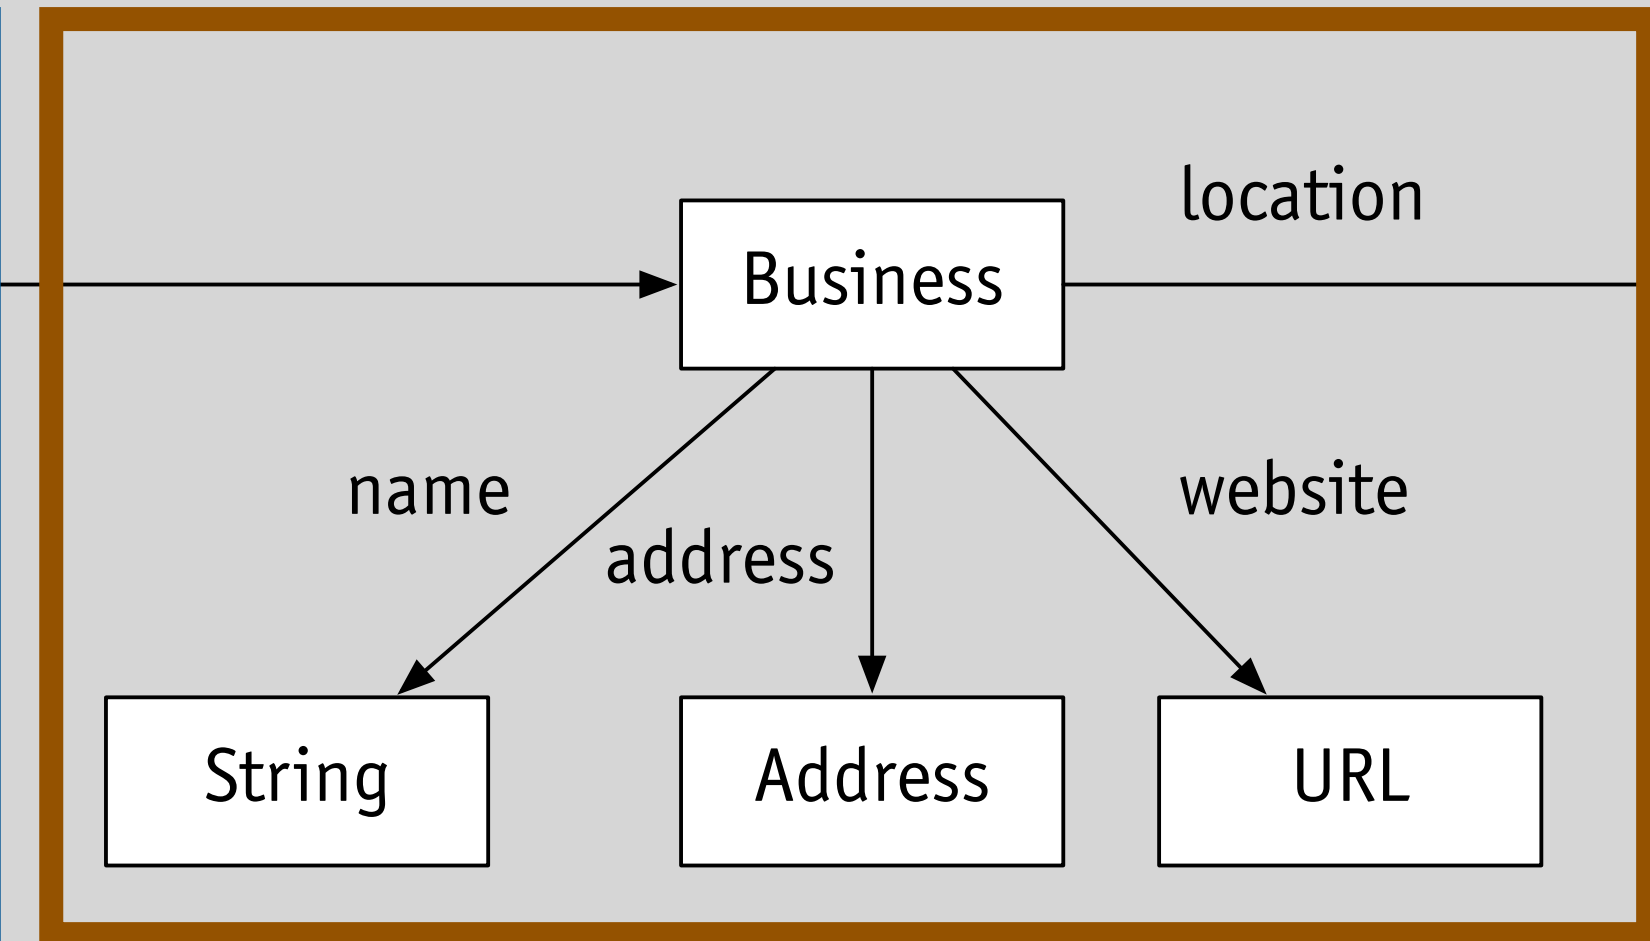 location
Business
name
website
address
String
Address
URL